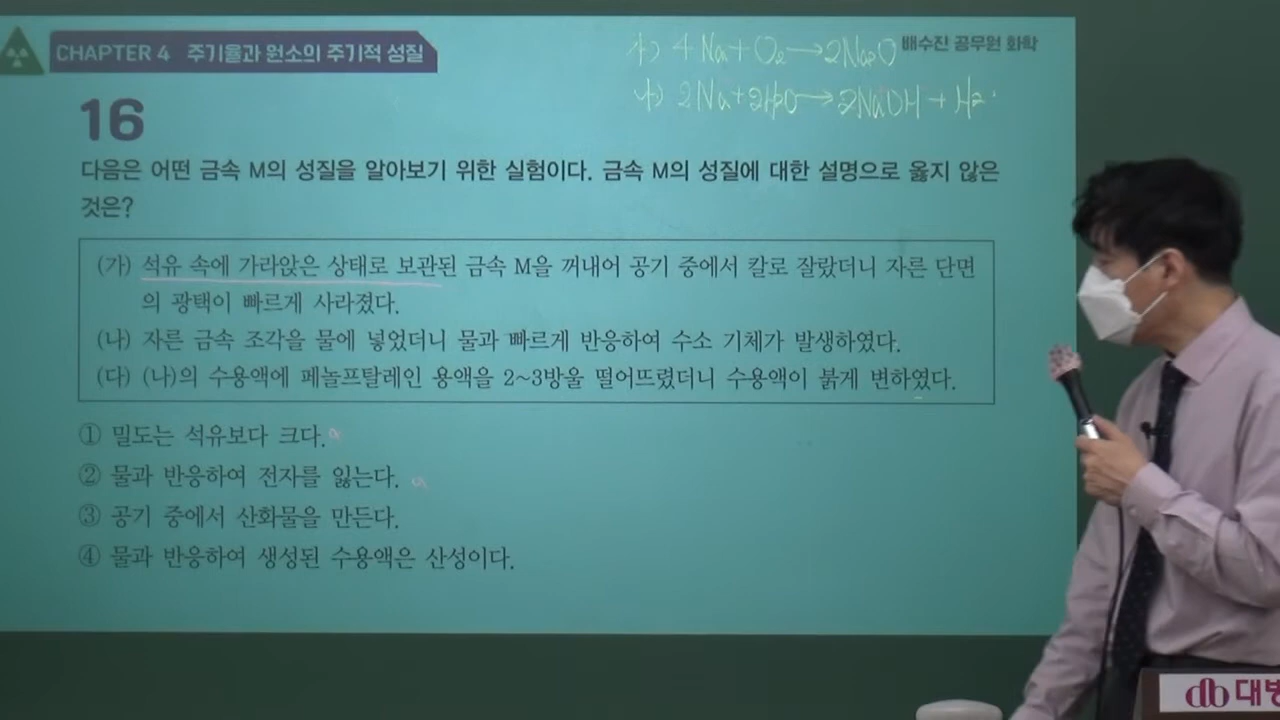 CHAPTER 4 주기율과 원소의 주기적 성질
배수진 공무원 화학
가) 4Na+O₂→2Na₂O
나) 2Na+2H₂O→2NaOH+H₂
16
다음은 어떤 금속 M의 성질을 알아보기 위한 실험이다. 금속 M의 성질에 대한 설명으로 옳지 않은
것은?
(가) 석유 속에 가라앉은 상태로 보관된 금속 M을 꺼내어 공기 중에서 칼로 잘랐더니 자른 단면
의 광택이 빠르게 사라졌다.
(나) 자른 금속 조각을 물에 넣었더니 물과 빠르게 반응하여 수소 기체가 발생하였다.
(다) (나)의 수용액에 페놀프탈레인 용액을 2~3방울 떨어뜨렸더니 수용액이 붉게 변하였다.
① 밀도는 석유보다 크다.
② 물과 반응하여 전자를 잃는다.
③ 공기 중에서 산화물을 만든다.
④ 물과 반응하여 생성된 수용액은 산성이다.